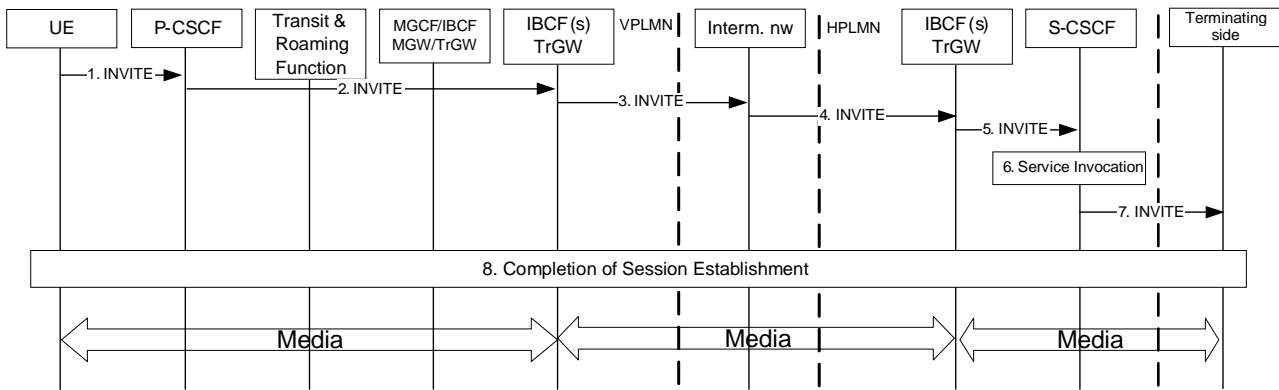 UE
P-CSCF
Transit &
Roaming
Function
MGCF/IBCF
MGW/TrGW
IBCF (s)
TrGW
VPLMN
Interm. nw
HPLMN
IBCF (s)
TrGW
S-CSCF
Terminating
side
1. INVITE
2. INVITE
3. INVITE
4. INVITE
5. INVITE
6. Service Invocation
7. INVITE
8. Completion of Session Establishment
Media
Media
Media